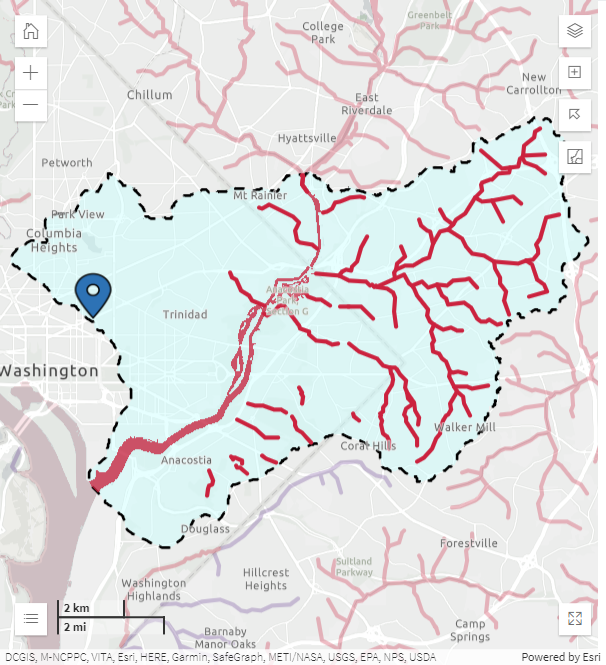 College
Park
Greenbelt
Park
New
Carrollton
Chillum
East
Riverdale
Hyattsville
Petworth
Mt Rainier
Park View
Columbia
Heights
Anacostia
Park
Section G
Trinidad
Washington
Walker Mill
Coral Hills
Anacostia
Douglass
Forestville
Suitland
Parkway
Hillcrest
Heights
Washington
Highlands
2 km
2 mi
Camp
Springs
Barnaby
Manor Oaks
DCGIS, M-NCPPC, VITA, Esri, HERE, Garmin, SafeGraph, METI/NASA, USGS, EPA, NPS, USDA
Powered by Esri